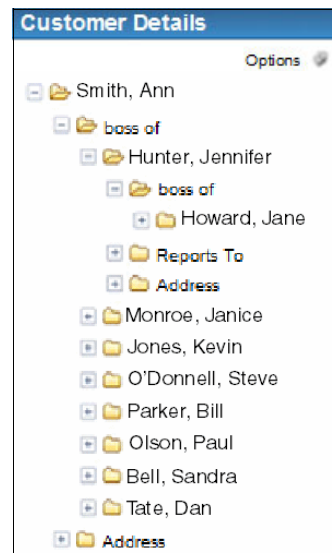 Customer Details
Options
Smith, Ann
boss of
Hunter, Jennifer
boss of
Howard, Jane
Reports To
Address
Monroe, Janice
Jones, Kevin
O'Donnell, Steve
Parker, Bill
Olson, Paul
Bell, Sandra
Tate, Dan
Address